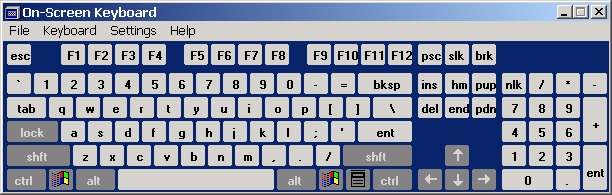 On-Screen Keyboard
File Keyboard Settings Help
esc F1 F2 F3 F4 F5 F6 F7 F8 F9 F10 F11 F12 psc slk brk
` 1 2 3 4 5 6 7 8 9 0 - = bksp ins hm pup nlk / * -
tab q w e r t y u i o p [ ] \ del end pdn 7 8 9 +
lock a s d f g h j k l ; ' ent 4 5 6
shft z x c v b n m , . / shft ↑ 1 2 3 ent
ctrl alt alt ctrl ← ↓ → 0 .